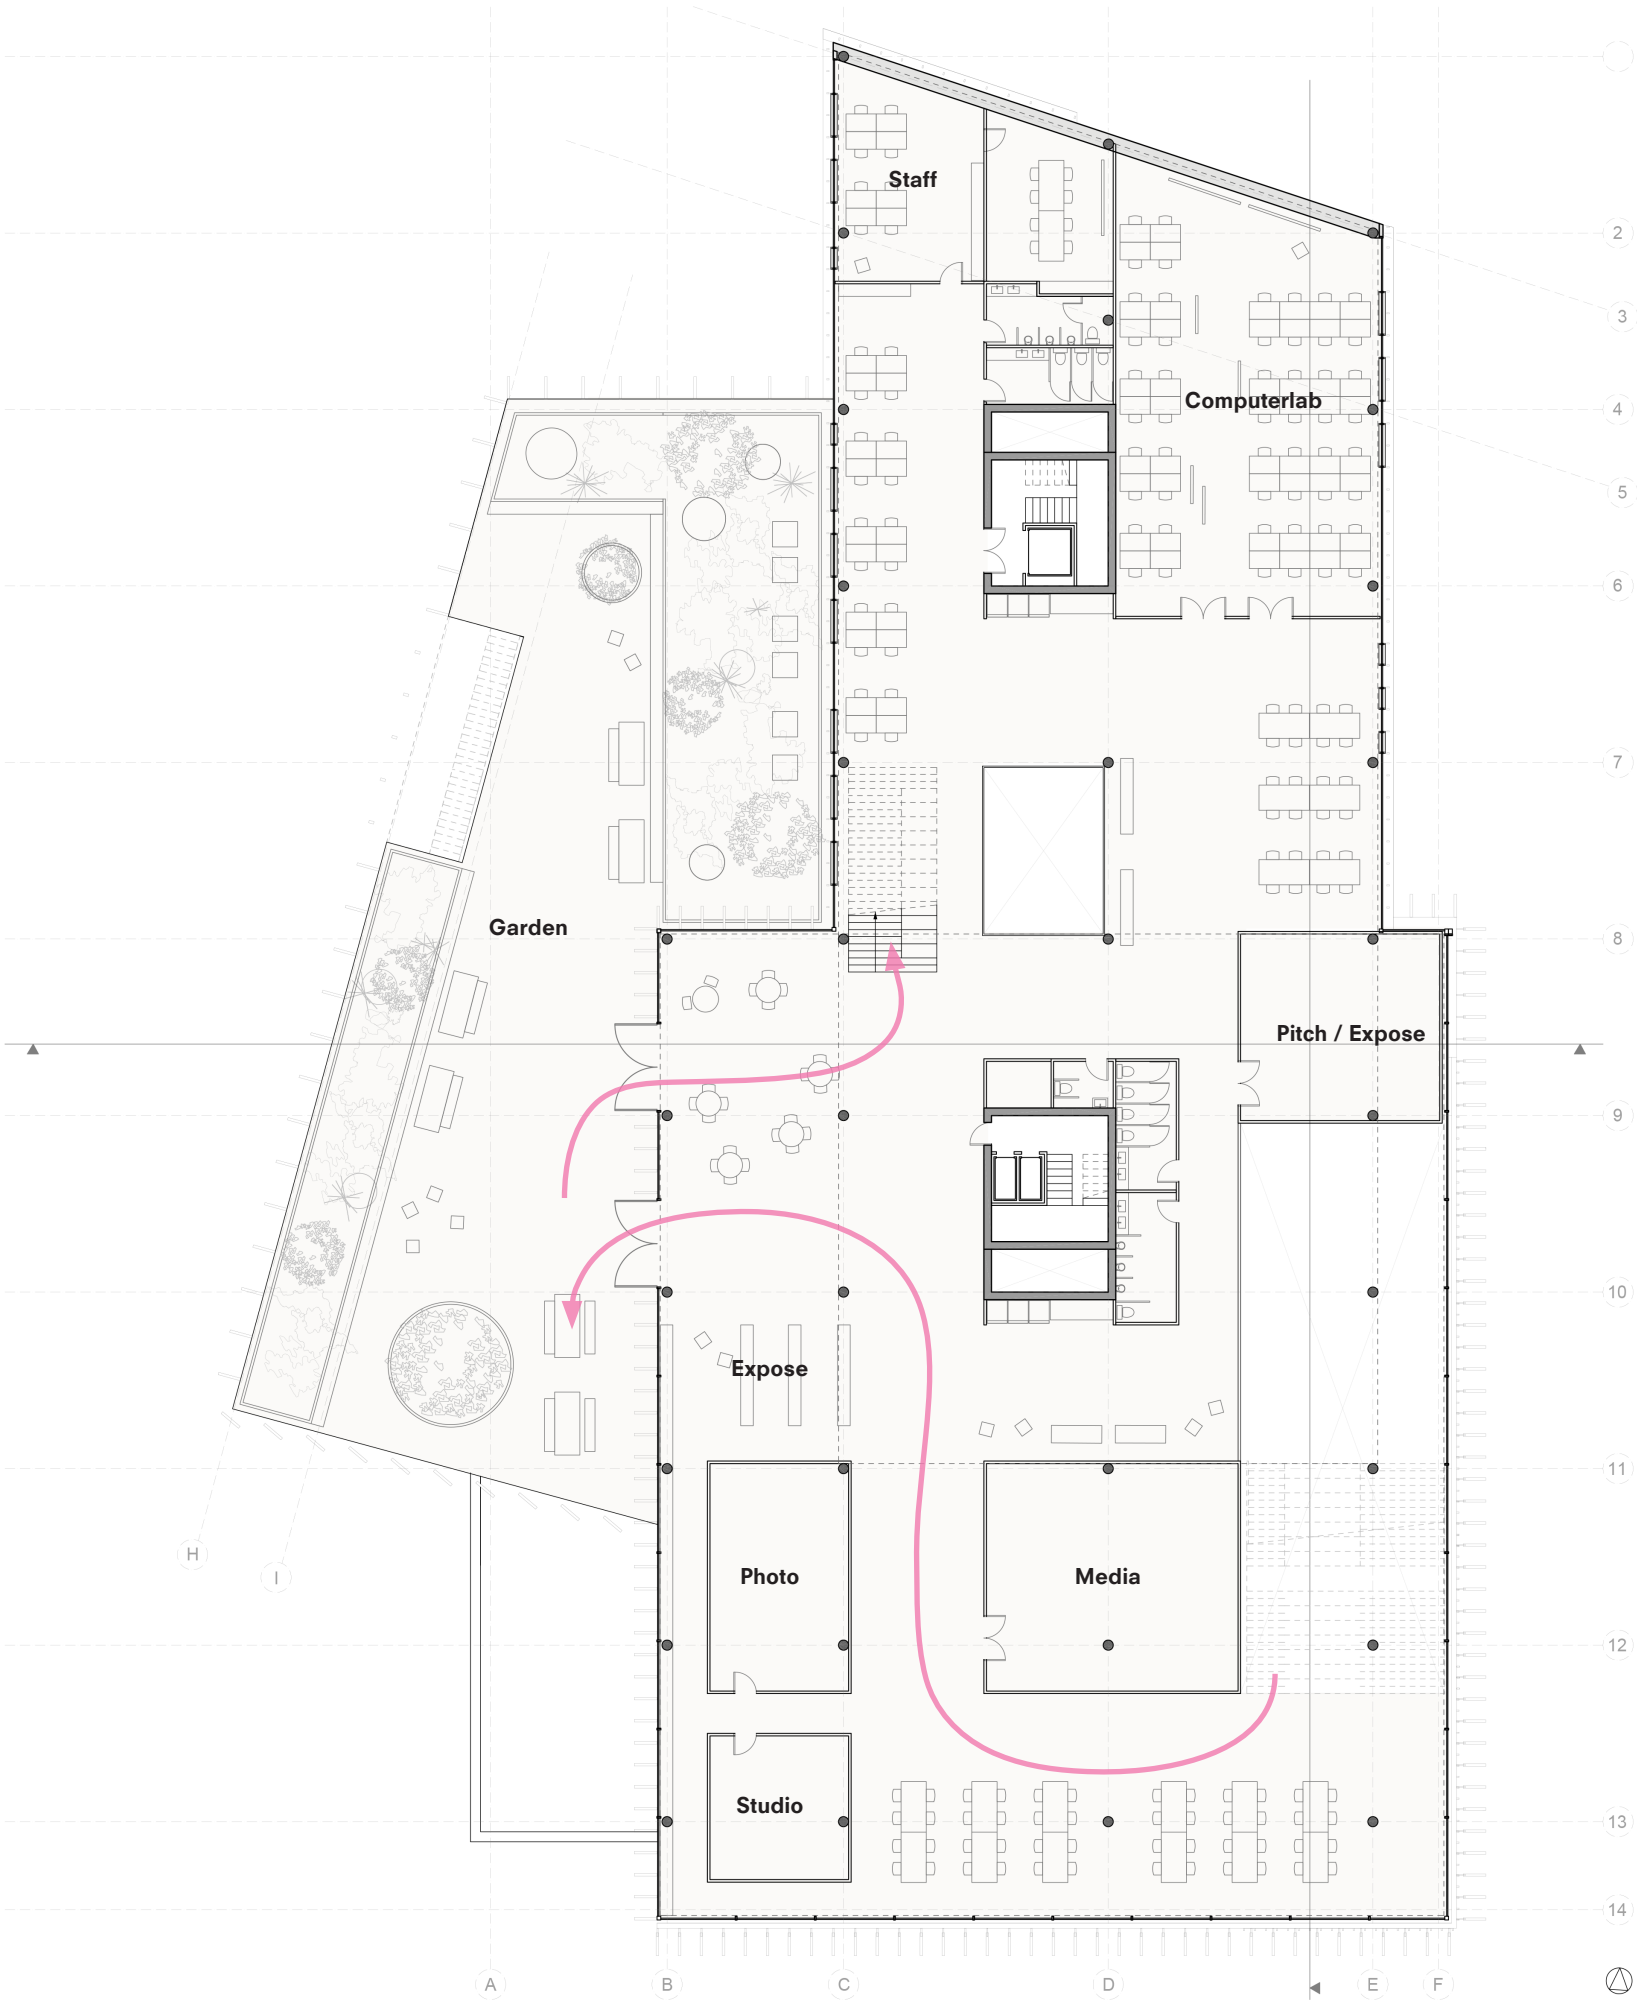 Staff
2
3
Computerlab
4
5
6
7
Garden
8
Pitch / Expose
9
10
Expose
11
H
I
Photo
Media
12
Studio
13
14
A
B
C
D
E
F